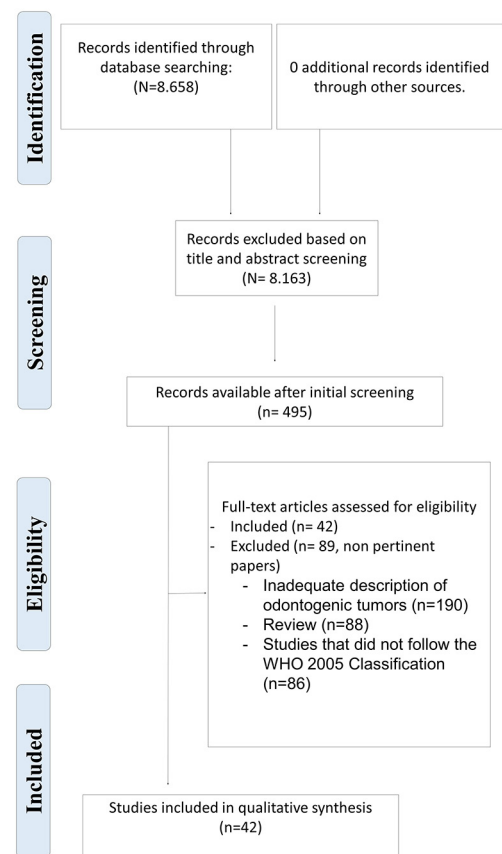 Identification
Records identified through
database searching:
(N=8.658)
0 additional records identified
through other sources.
Screening
Records excluded based on
title and abstract screening
(N= 8.163)
Records available after initial screening
(n= 495)
Eligibility
Full-text articles assessed for eligibility
- Included (n= 42)
- Excluded (n= 89, non pertinent
papers)
- Inadequate description of
odontogenic tumors (n=190)
- Review (n=88)
- Studies that did not follow the
WHO 2005 Classification
(n=86)
Included
Studies included in qualitative synthesis
(n=42)